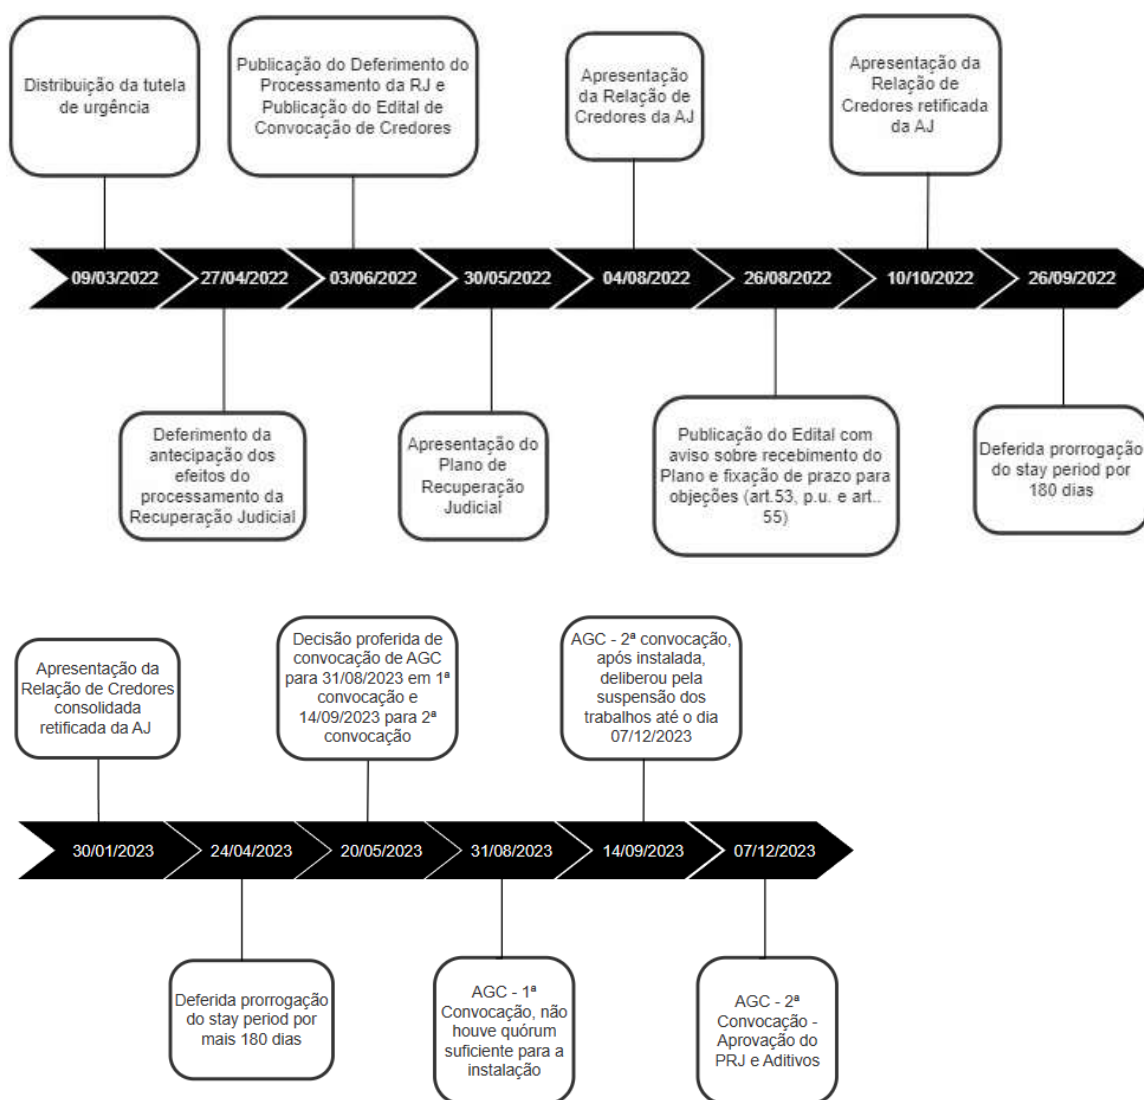 Distribuição da tutela
de urgência
Publicação do Deferimento do
Processamento da RJ e
Publicação do Edital de
Convocação de Credores
Apresentação
da Relação de
Credores da AJ
Apresentação da
Relação de
Credores retificada
da AJ
09/03/2022
27/04/2022
03/06/2022
30/05/2022
04/08/2022
26/08/2022
10/10/2022
26/09/2022
Deferimento da
antecipação dos
efeitos do
processamento da
Recuperação Judicial
Apresentação do
Plano de
Recuperação
Judicial
Publicação do Edital com
aviso sobre recebimento do
Plano e fixação de prazo para
objeções (art.53, p.u. e art..
55)
Deferida prorrogação
do stay period por
180 dias
Apresentação da
Relação de Credores
consolidada
retificada da AJ
Decisão proferida de
convocação de AGC
para 31/08/2023 em 1ª
convocação e
14/09/2023 para 2ª
convocação
AGC - 2ª convocação,
após instalada,
deliberou pela
suspensão dos
trabalhos até o dia
07/12/2023
30/01/2023
24/04/2023
20/05/2023
31/08/2023
14/09/2023
07/12/2023
Deferida prorrogação
do stay period por
mais 180 dias
AGC - 1ª
Convocação, não
houve quórum
suficiente para a
instalação
AGC - 2ª
Convocação -
Aprovação do
PRJ e Aditivos